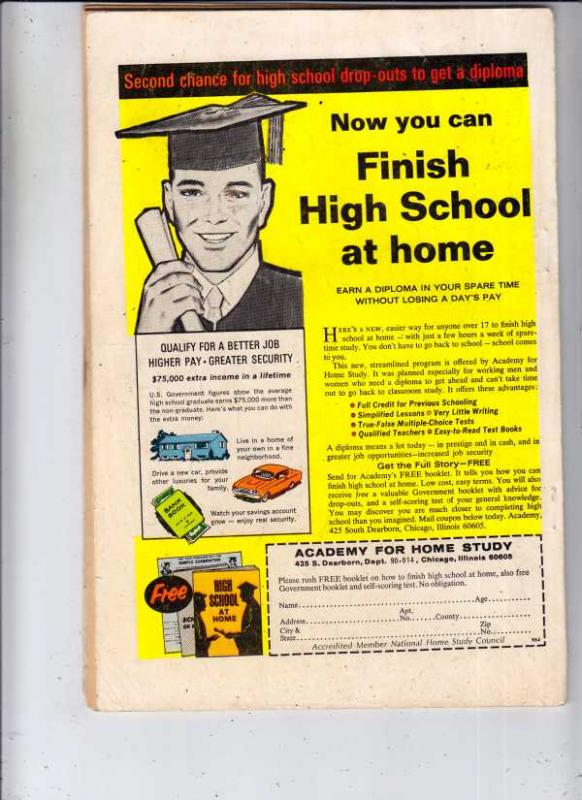 Second chance for high school drop-outs to get a diploma
Now you can
Finish
High School
at home
EARN A DIPLOMA IN YOUR SPARE TIME
WITHOUT LOSING A DAY'S PAY
HERE'S A NEW, easier way for anyone over 17 to finish high
school at home — with just a few hours a week of spare-
time study. You don't have to go back to school — school comes
to you.
This new, streamlined program is offered by Academy for
Home Study. It was planned especially for working men and
women who need a diploma to get ahead and can't take time
out to go back to classroom study. It offers these advantages:
• Full Credit for Previous Schooling
• Simplified Lessons • Very Little Writing
• True-False Multiple-Choice Tests
• Qualified Teachers • Easy-to-Read Text Books
A diploma means a lot today — in prestige and in cash, and in
greater job opportunities—increased job security
Get the Full Story—FREE
Send for Academy's FREE booklet. It tells you how you can
finish high school at home. Low cost, easy terms. You will also
receive free a valuable Government booklet with advice for
drop-outs, and a self-scoring test of your general knowledge.
You may discover you are much closer to completing high
school than you imagined. Mail coupon below today. Academy,
425 South Dearborn, Chicago, Illinois 60605.
QUALIFY FOR A BETTER JOB
HIGHER PAY • GREATER SECURITY
$75,000 extra income in a lifetime
U.S. Government figures show the average
high school graduate earns $75,000 more than
the non-graduate. Here's what you can do with
the extra money:
Live in a home of
your own in a fine
neighborhood.
Drive a new car, provide
other luxuries for your
family.
BANK
BOOK
Watch your savings account
grow — enjoy real security.
Free
HIGH
SCHOOL
AT
HOME
ACADEMY FOR HOME STUDY
425 S. Dearborn, Dept. 90-914, Chicago, Illinois 60605
Please rush FREE booklet on how to finish high school at home, also free
Government booklet and self-scoring test. No obligation.
Name Age
Address Apt. No. County
City & State Zip No.
Accredited Member National Home Study Council